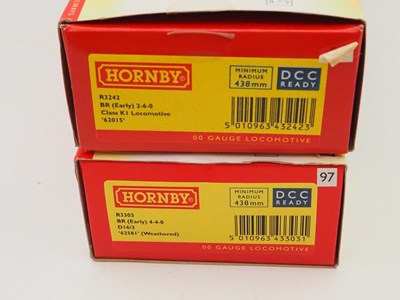 HORNBY
MINIMUM
RADIUS
438mm
DCC
READY
R3242
BR (Early) 2-6-0
Class K1 Locomotive
'62015'
5 010963 432423
00 GAUGE LOCOMOTIVE
97
HORNBY
MINIMUM
RADIUS
438mm
DCC
READY
R3303
BR (Early) 4-4-0
D16/3
'62581' (Weathered)
5 010963 433031
00 GAUGE LOCOMOTIVE